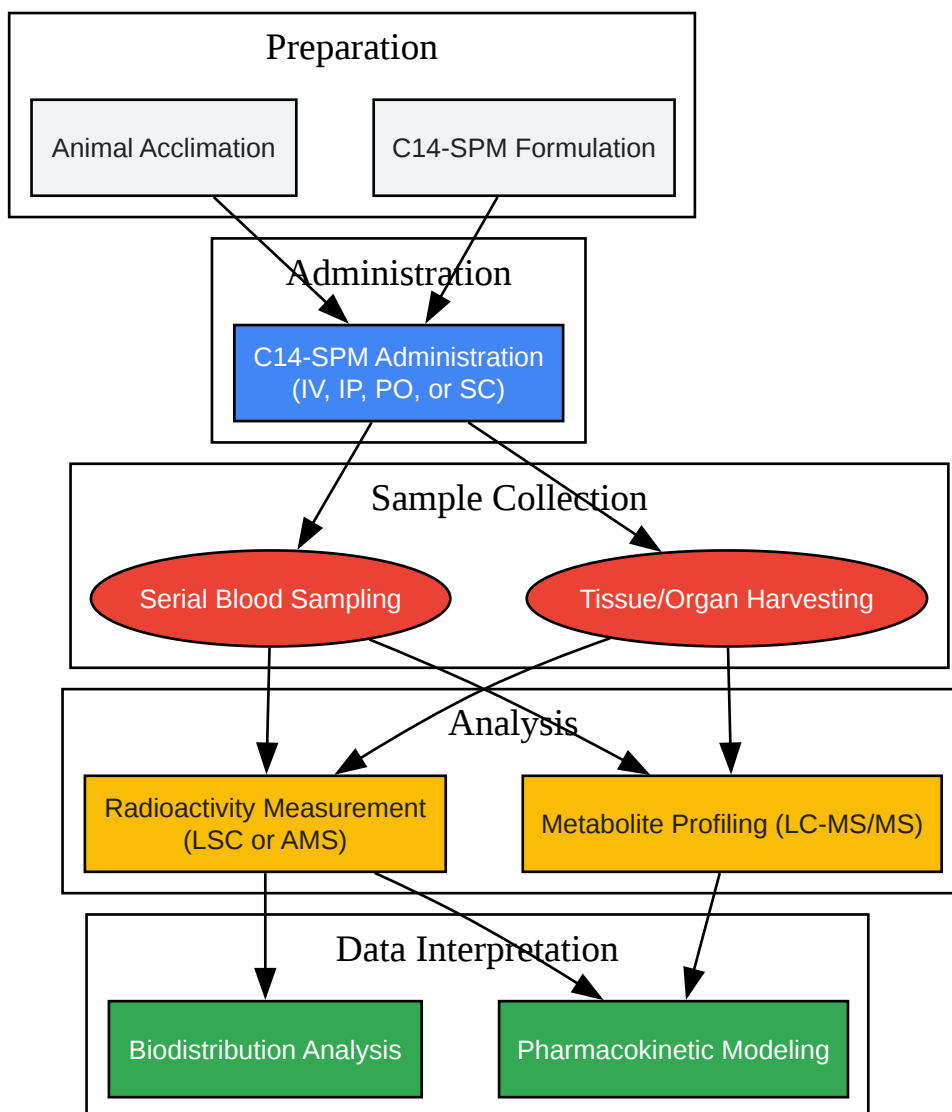 Preparation
Animal Acclimation
C14-SPM Formulation
Administration
C14-SPM Administration
(IV, IP, PO, or SC)
Sample Collection
Serial Blood Sampling
Tissue/Organ Harvesting
Analysis
Radioactivity Measurement
(LSC or AMS)
Metabolite Profiling (LC-MS/MS)
Data Interpretation
Biodistribution Analysis
Pharmacokinetic Modeling